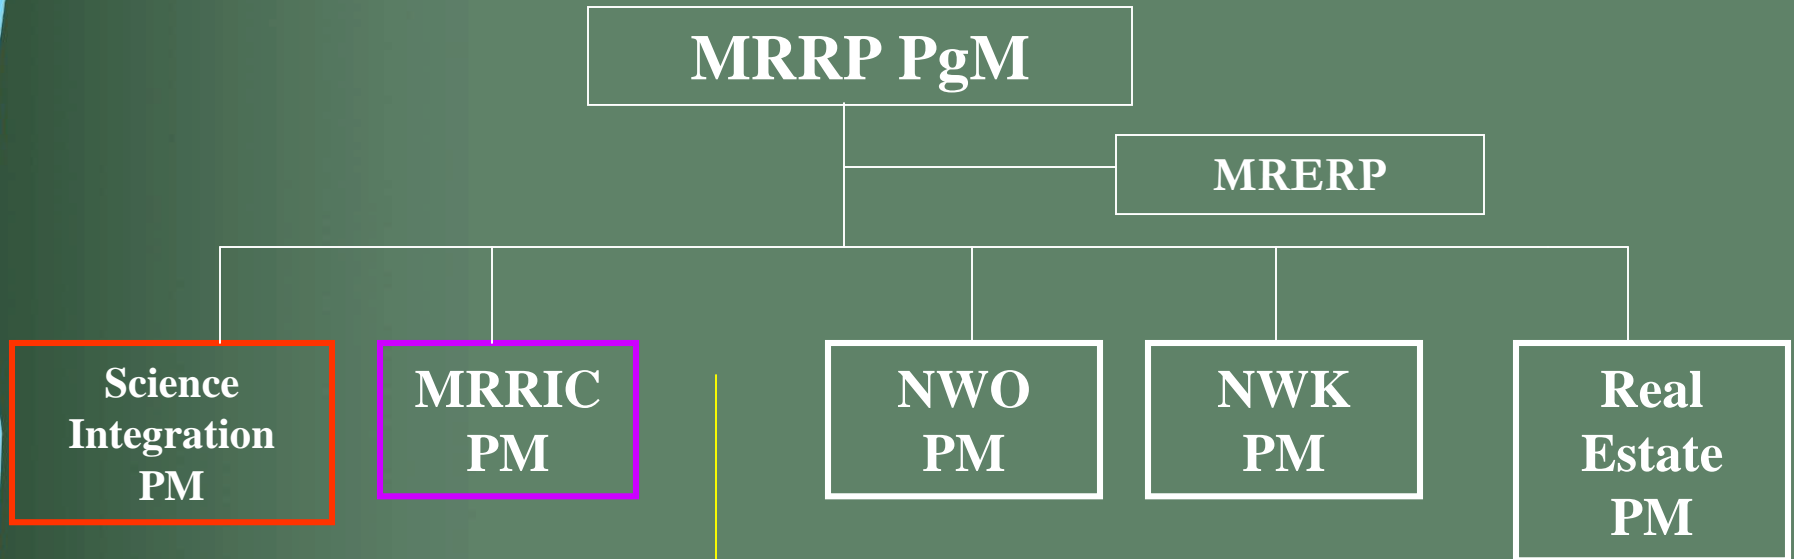 MRRP PgM
MRERP
Science
Integration
PM
MRRIC
PM
NWO
PM
NWK
PM
Real
Estate
PM